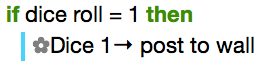 if dice roll = 1 then
✽Dice 1→ post to wall